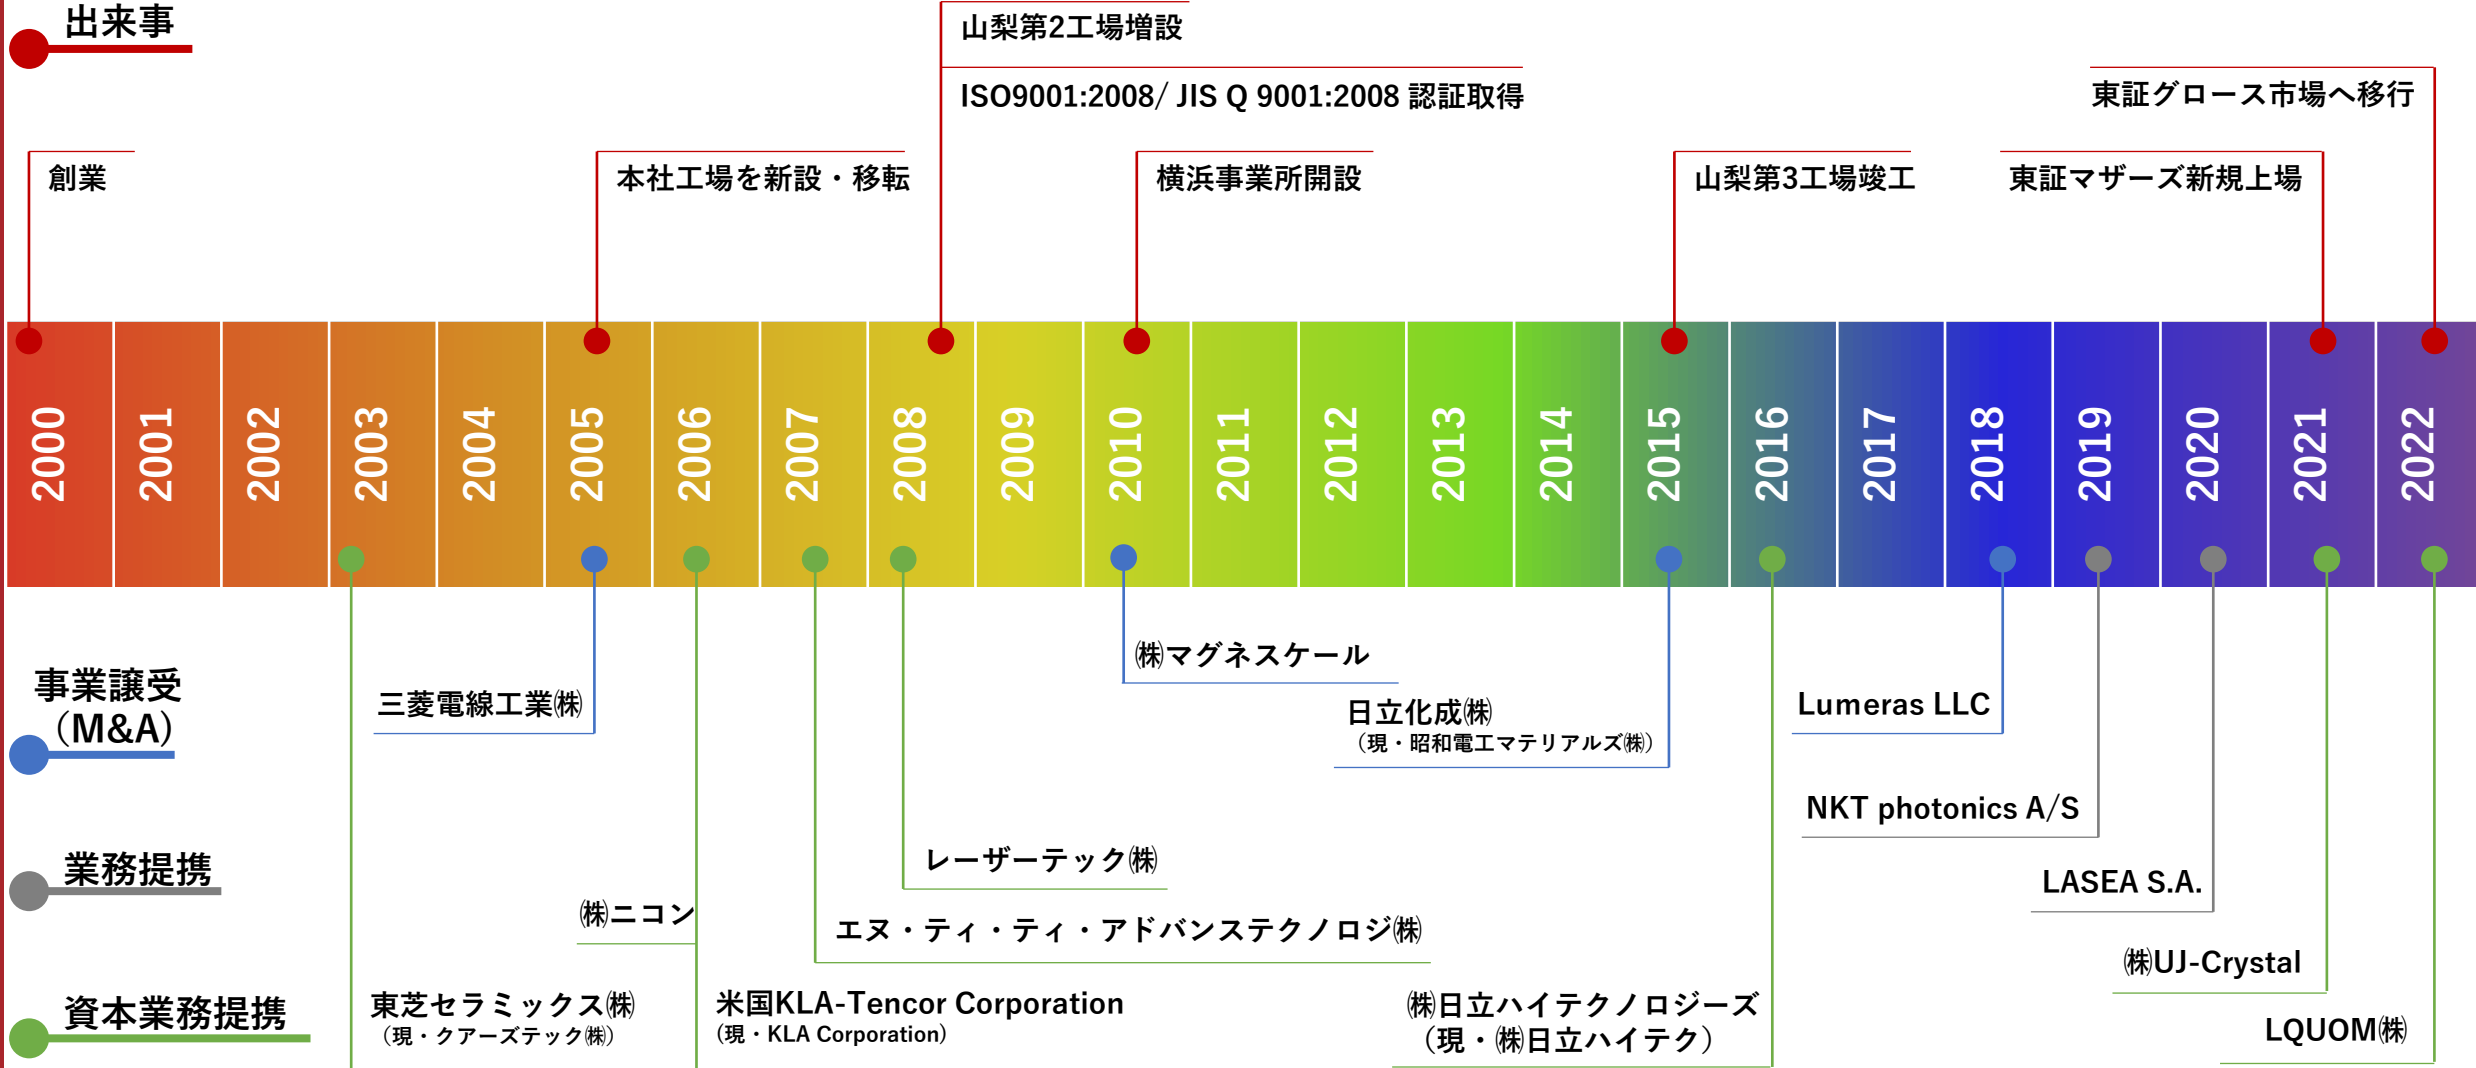 出来事
山梨第2工場増設
ISO9001:2008/ JIS Q 9001:2008 認証取得
東証グロース市場へ移行
創業
本社工場を新設・移転
横浜事業所開設
山梨第3工場竣工
東証マザーズ新規上場
2000
2001
2002
2003
2004
2005
2006
2007
2008
2009
2010
2011
2012
2013
2014
2015
2016
2017
2018
2019
2020
2021
2022
事業譲受
（M&A）
三菱電線工業㈱
㈱マグネスケール
日立化成㈱
（現・昭和電工マテリアルズ㈱）
Lumeras LLC
NKT photonics A/S
業務提携
レーザーテック㈱
LASEA S.A.
㈱ニコン
エヌ・ティ・ティ・アドバンステクノロジ㈱
㈱UJ-Crystal
資本業務提携
東芝セラミックス㈱
（現・クアーズテック㈱）
米国KLA-Tencor Corporation
(現・KLA Corporation)
㈱日立ハイテクノロジーズ
（現・㈱日立ハイテク）
LQUOM㈱